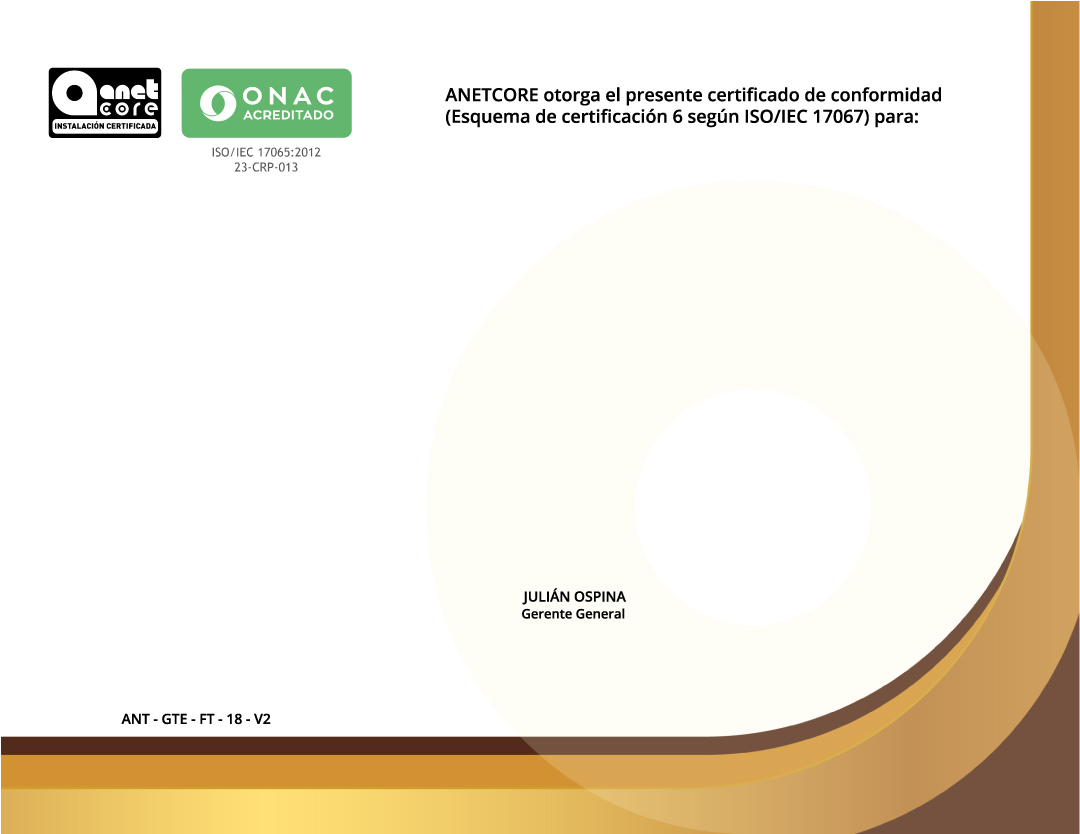 anet
core
INSTALACIÓN CERTIFICADA
ONAC
ACREDITADO
ISO/IEC 17065:2012
23-CRP-013
ANETCORE otorga el presente certificado de conformidad
(Esquema de certificación 6 según ISO/IEC 17067) para:
JULIÁN OSPINA
Gerente General
ANT - GTE - FT - 18 - V2